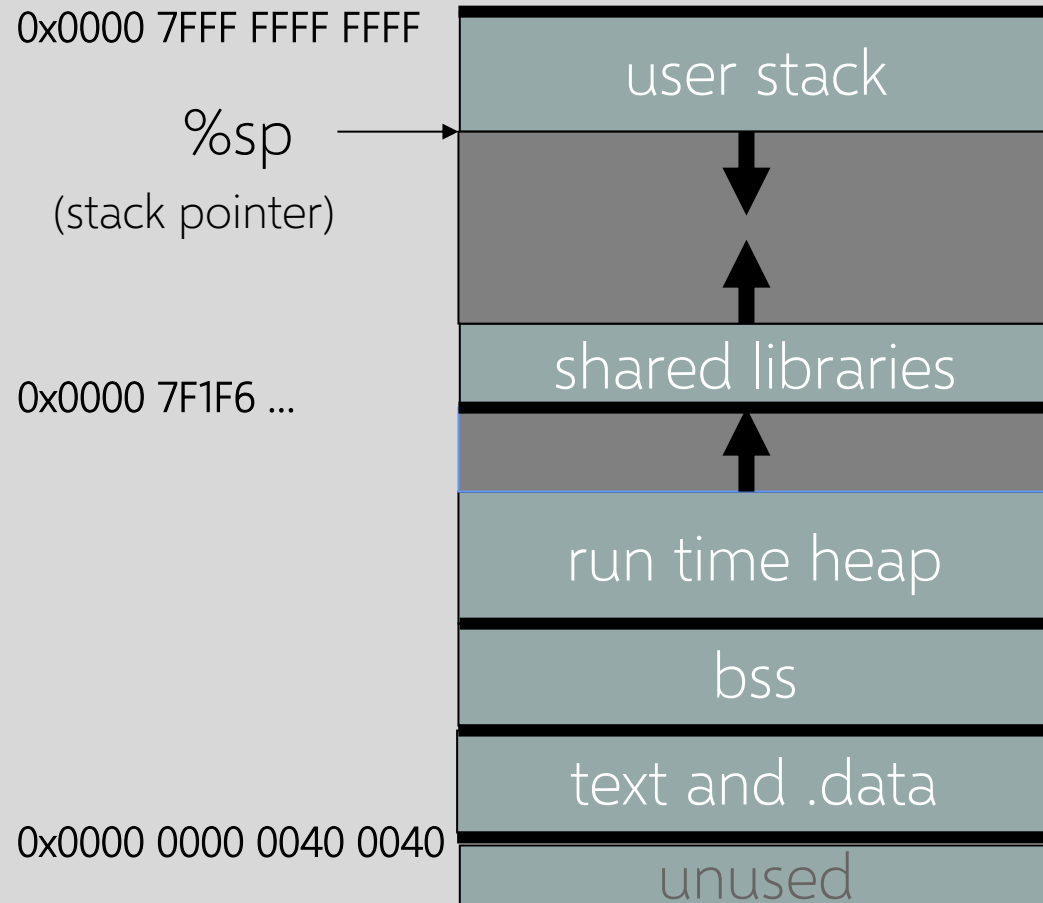 0x0000 7FFF FFFF FFFF
user stack
%sp
(stack pointer)
shared libraries
0x0000 7F1F6 ...
run time heap
bss
text and .data
0x0000 0000 0040 0040
unused